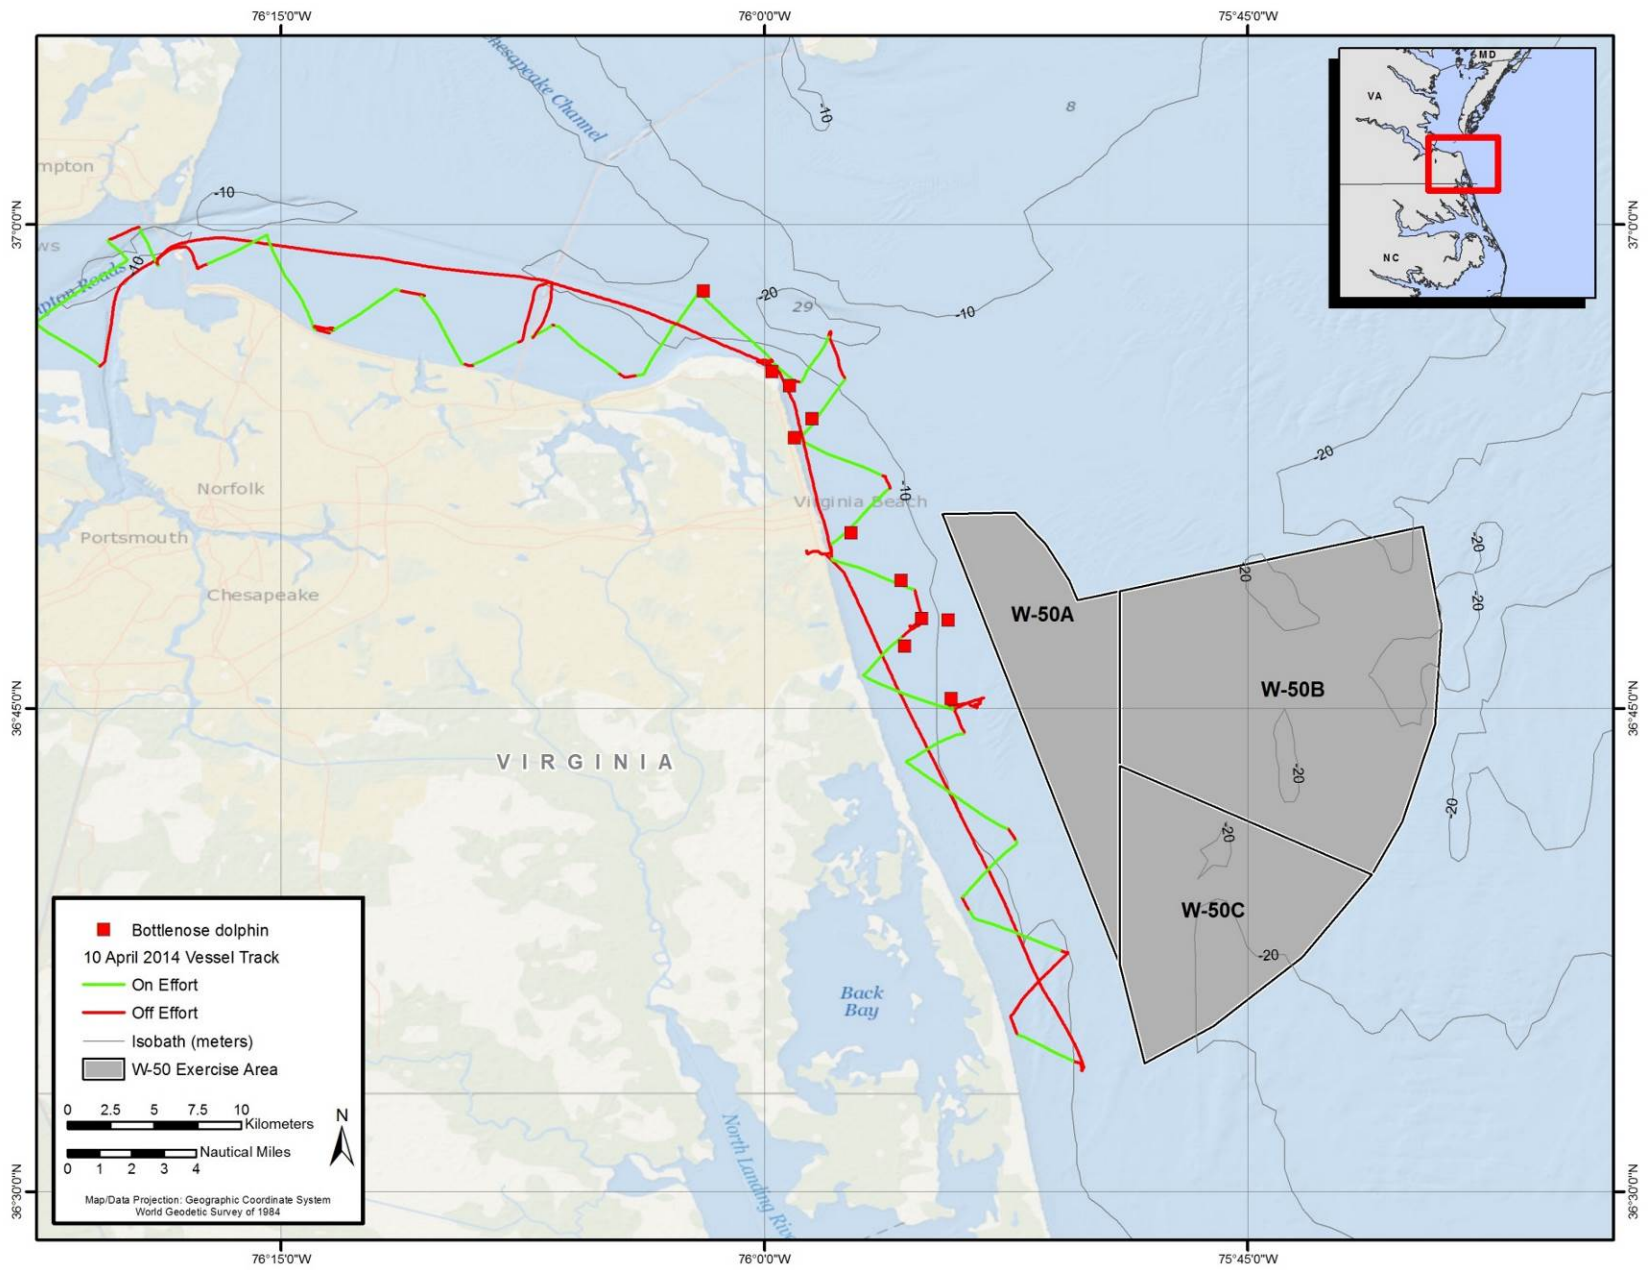 76°15'0"W
76°0'0"W
75°45'0"W
hesapeake Channel
-10
8
MD
VA
NC
mpton
-10
37°0'0"N
37°0'0"N
ws
-10
pton Roads
-20
29
-10
-20
-10
Norfolk
Virginia Beach
Portsmouth
-20
-20
Chesapeake
-20
W-50A
W-50B
36°45'0"N
36°45'0"N
VIRGINIA
-20
-20
-20
W-50C
-20
Back
Bay
North Landing Rive
Bottlenose dolphin
10 April 2014 Vessel Track
On Effort
Off Effort
Isobath (meters)
W-50 Exercise Area
0 2.5 5 7.5 10
Kilometers
Nautical Miles
0 1 2 3 4
N
Map/Data Projection: Geographic Coordinate System
World Geodetic Survey of 1984
36°30'0"N
36°30'0"N
76°15'0"W
76°0'0"W
75°45'0"W